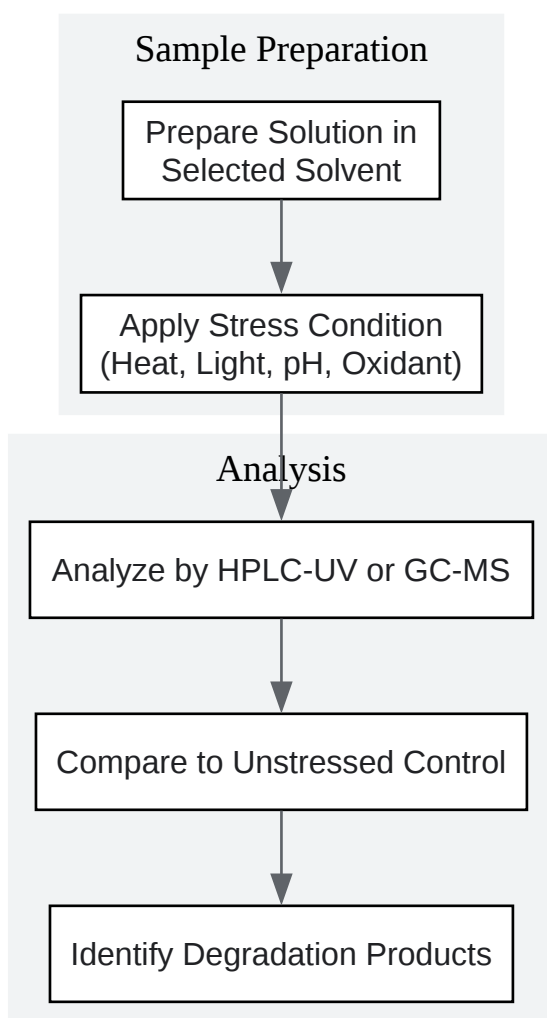 Sample Preparation
Prepare Solution in
Selected Solvent
Apply Stress Condition
(Heat, Light, pH, Oxidant)
Analysis
Analyze by HPLC-UV or GC-MS
Compare to Unstressed Control
Identify Degradation Products